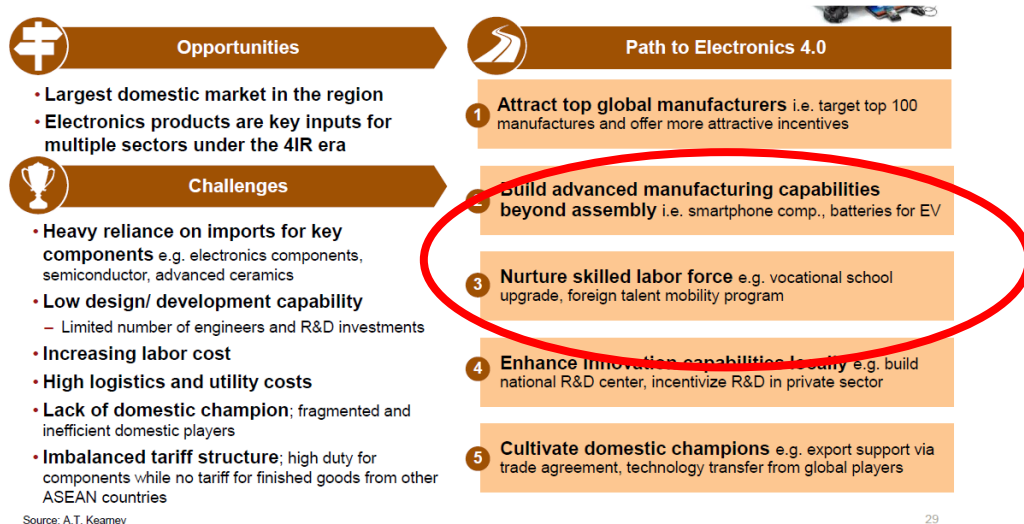 Opportunities
• Largest domestic market in the region
• Electronics products are key inputs for
multiple sectors under the 4IR era
Challenges
• Heavy reliance on imports for key
components e.g. electronics components,
semiconductor, advanced ceramics
• Low design/ development capability
– Limited number of engineers and R&D investments
• Increasing labor cost
• High logistics and utility costs
• Lack of domestic champion; fragmented and
inefficient domestic players
• Imbalanced tariff structure; high duty for
components while no tariff for finished goods from other
ASEAN countries
Source: A.T. Kearney
Path to Electronics 4.0
1
Attract top global manufacturers i.e. target top 100
manufactures and offer more attractive incentives
2
Build advanced manufacturing capabilities
beyond assembly i.e. smartphone comp., batteries for EV
3
Nurture skilled labor force e.g. vocational school
upgrade, foreign talent mobility program
4
Enhance innovation capabilities locally e.g. build
national R&D center, incentivize R&D in private sector
5
Cultivate domestic champions e.g. export support via
trade agreement, technology transfer from global players
29